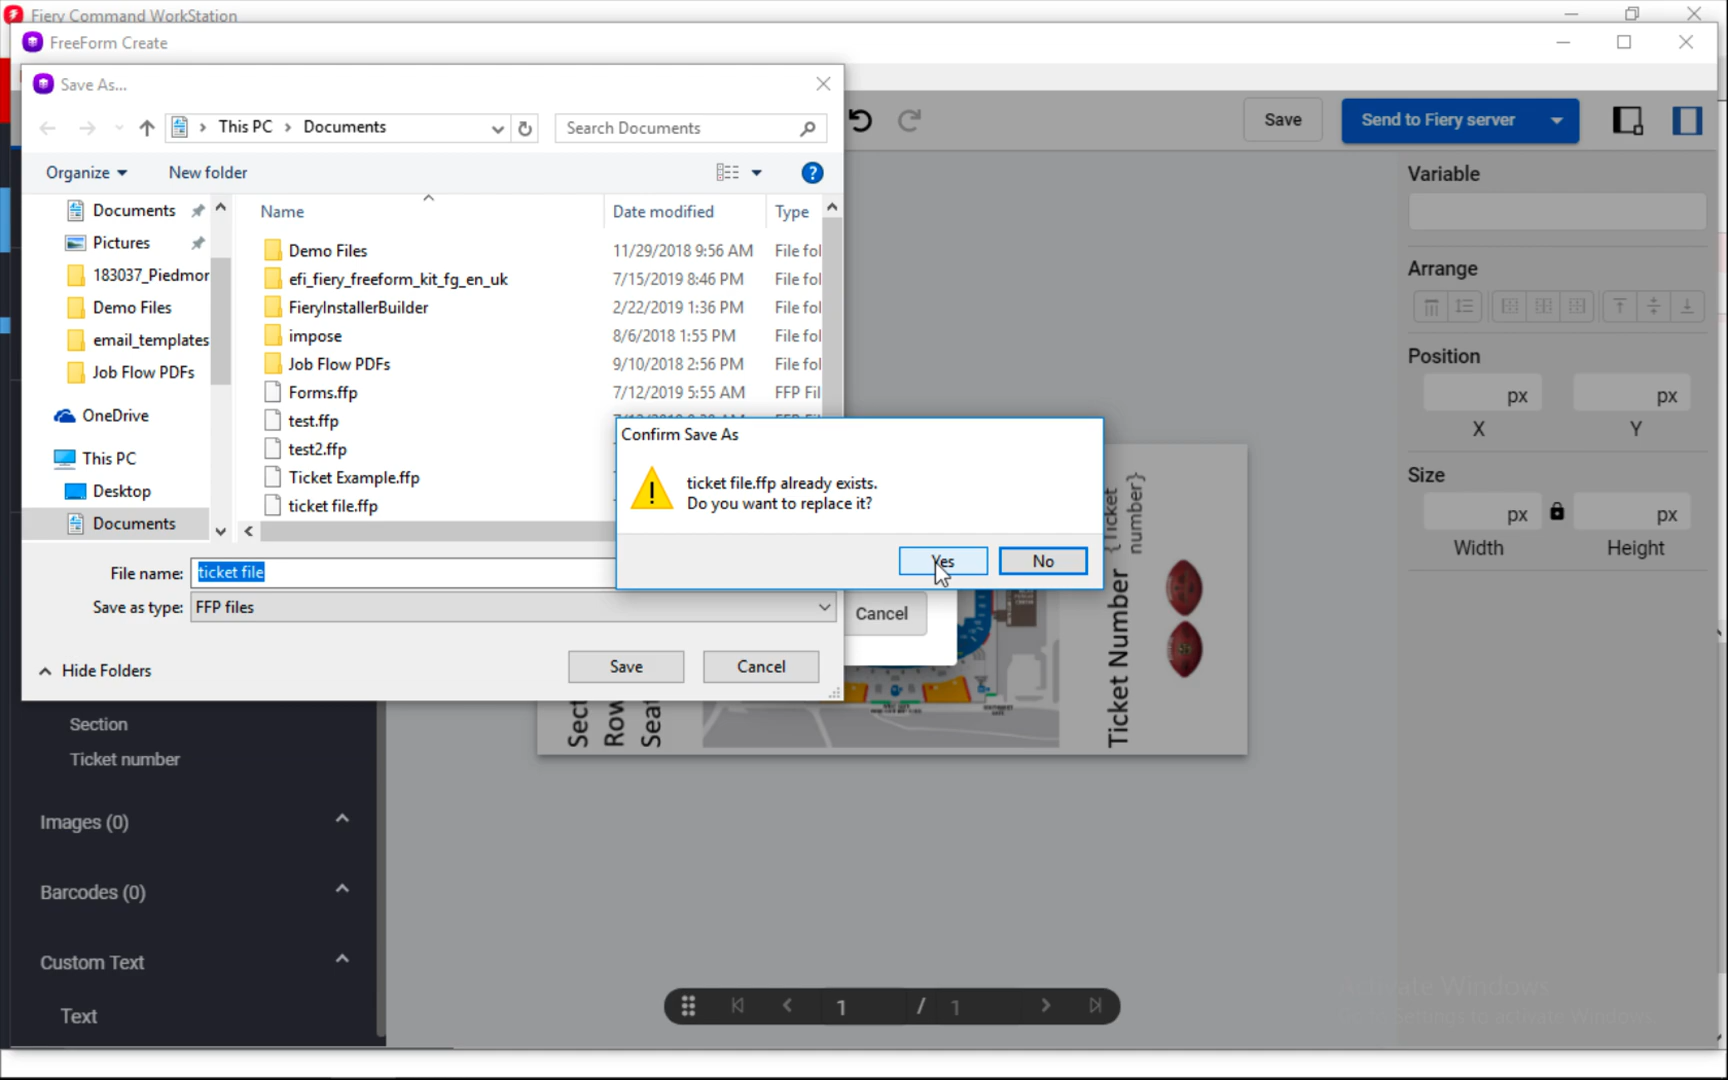 Fiery Command WorkStation
FreeForm Create
Save As...
This PC > Documents
Search Documents
Save
Send to Fiery server
Organize
New folder
Variable
Documents
Name
Date modified
Type
Pictures
183037_Piedmor
Demo Files
email_templates
Job Flow PDFs
OneDrive
This PC
Desktop
Documents
Demo Files 11/29/2018 9:56 AM File fol
efi_fiery_freeform_kit_fg_en_uk 7/15/2019 8:46 PM File fol
FieryInstallerBuilder 2/22/2019 1:36 PM File fol
impose 8/6/2018 1:55 PM File fol
Job Flow PDFs 9/10/2018 2:56 PM File fol
Forms.ffp 7/12/2019 5:55 AM FFP Fil
test.ffp
test2.ffp
Ticket Example.ffp
ticket file.ffp
Arrange
Position
px px
X Y
Size
px px
Width Height
Confirm Save As
ticket file.ffp already exists.
Do you want to replace it?
Yes No
File name: ticket file
Save as type: FFP files
Hide Folders
Save Cancel
Cancel
Ticket Number {Ticket
number}
Sect
Row
Seat
Section
Ticket number
Images (0)
Barcodes (0)
Custom Text
Text
1 / 1